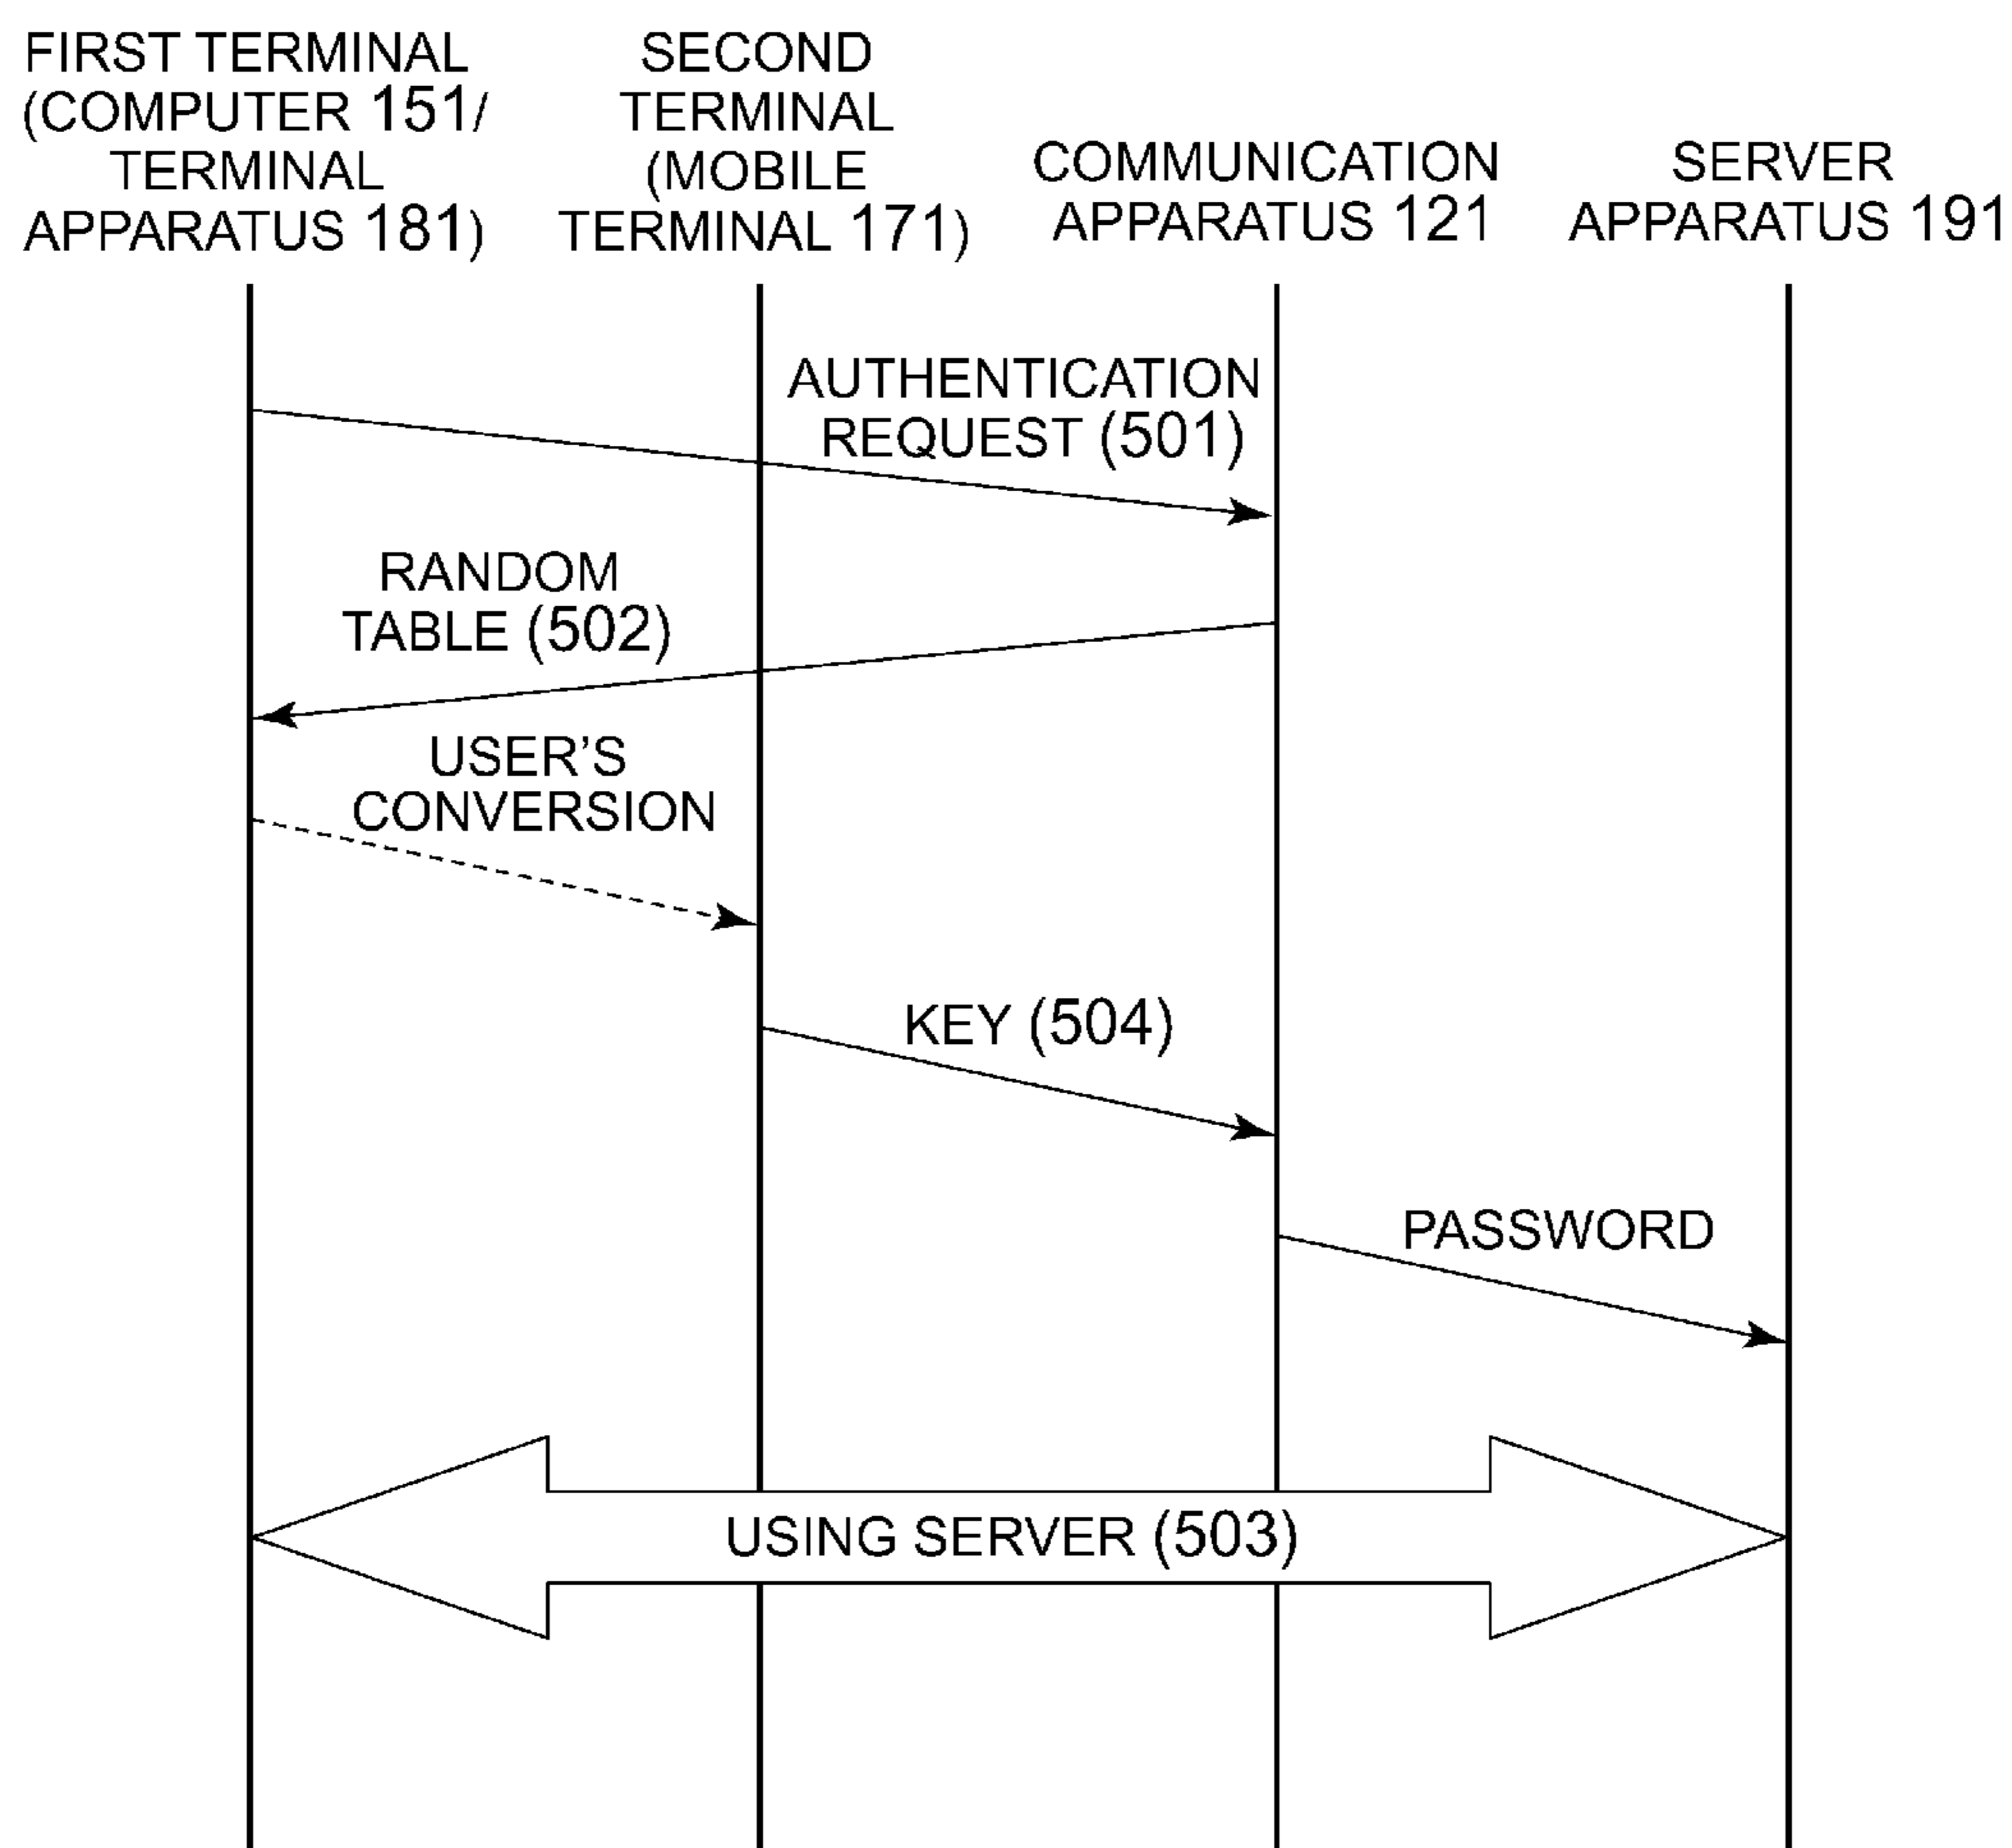 FIRST TERMINAL
(COMPUTER 151/
TERMINAL
APPARATUS 181)
SECOND
TERMINAL
(MOBILE
TERMINAL 171)
COMMUNICATION
APPARATUS 121
SERVER
APPARATUS 191
AUTHENTICATION
REQUEST (501)
RANDOM
TABLE (502)
USER'S
CONVERSION
KEY (504)
PASSWORD
USING SERVER (503)